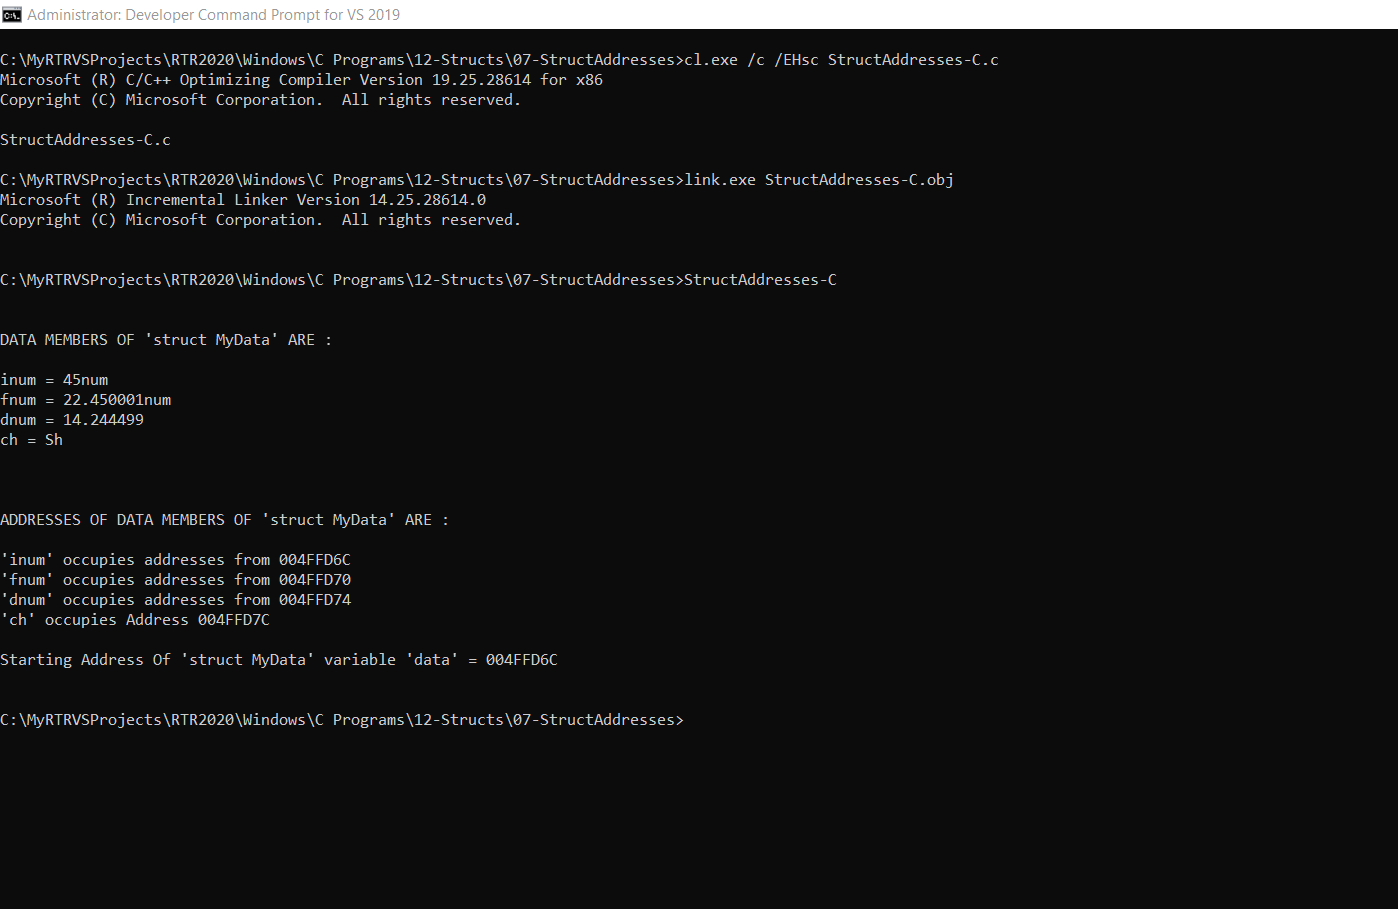 Administrator: Developer Command Prompt for VS 2019
C:\MyRTRVSProjects\RTR2020\Windows\C Programs\12-Structs\07-StructAddresses>cl.exe /c /EHsc StructAddresses-C.c
Microsoft (R) C/C++ Optimizing Compiler Version 19.25.28614 for x86
Copyright (C) Microsoft Corporation.  All rights reserved.
StructAddresses-C.c
C:\MyRTRVSProjects\RTR2020\Windows\C Programs\12-Structs\07-StructAddresses>link.exe StructAddresses-C.obj
Microsoft (R) Incremental Linker Version 14.25.28614.0
Copyright (C) Microsoft Corporation.  All rights reserved.
C:\MyRTRVSProjects\RTR2020\Windows\C Programs\12-Structs\07-StructAddresses>StructAddresses-C
DATA MEMBERS OF 'struct MyData' ARE :
inum = 45num
fnum = 22.450001num
dnum = 14.244499
ch = Sh
ADDRESSES OF DATA MEMBERS OF 'struct MyData' ARE :
'inum' occupies addresses from 004FFD6C
'fnum' occupies addresses from 004FFD70
'dnum' occupies addresses from 004FFD74
'ch' occupies Address 004FFD7C
Starting Address Of 'struct MyData' variable 'data' = 004FFD6C
C:\MyRTRVSProjects\RTR2020\Windows\C Programs\12-Structs\07-StructAddresses>